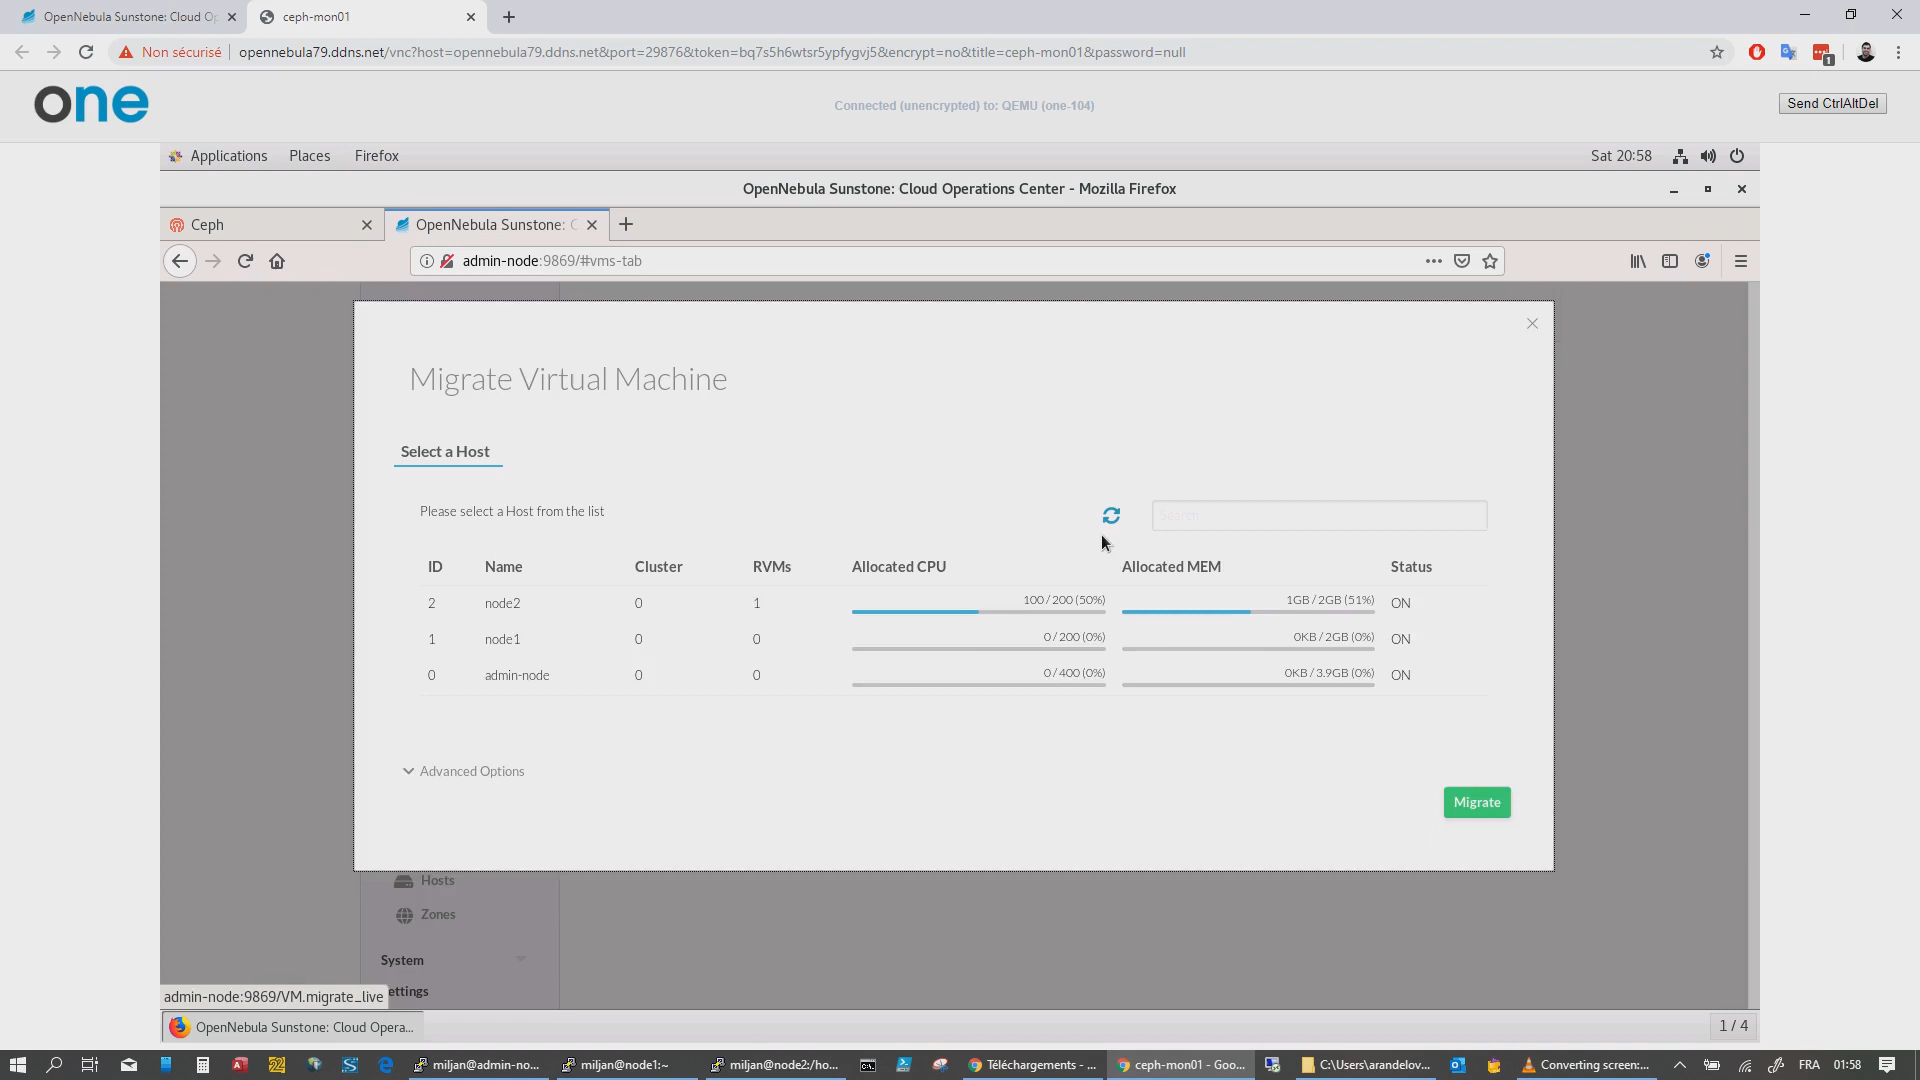 OpenNebula Sunstone: Cloud Op
ceph-mon01
Non sécurisé
opennebula79.ddns.net/vnc?host=opennebula79.ddns.net&port=29876&token=bq7s5h6wtsr5ypfygvj5&encrypt=no&title=ceph-mon01&password=null
1
one
Connected (unencrypted) to: QEMU (one-104)
Send CtrlAltDel
Applications Places Firefox
Sat 20:58
OpenNebula Sunstone: Cloud Operations Center - Mozilla Firefox
Ceph
OpenNebula Sunstone: C
admin-node:9869/#vms-tab
Migrate Virtual Machine
Select a Host
Please select a Host from the list
Search
ID Name Cluster RVMs Allocated CPU Allocated MEM Status
2 node2 0 1 100 / 200 (50%) 1GB / 2GB (51%) ON
1 node1 0 0 0 / 200 (0%) 0KB / 2GB (0%) ON
0 admin-node 0 0 0 / 400 (0%) 0KB / 3.9GB (0%) ON
Advanced Options
Migrate
Hosts
Zones
System
ettings
admin-node:9869/VM.migrate_live
OpenNebula Sunstone: Cloud Opera...
1 / 4
miljan@admin-no...
miljan@node1:~
miljan@node2:/ho...
Téléchargements - ...
ceph-mon01 - Goo...
C:\Users\arandelov...
Converting screen:...
FRA
01:58